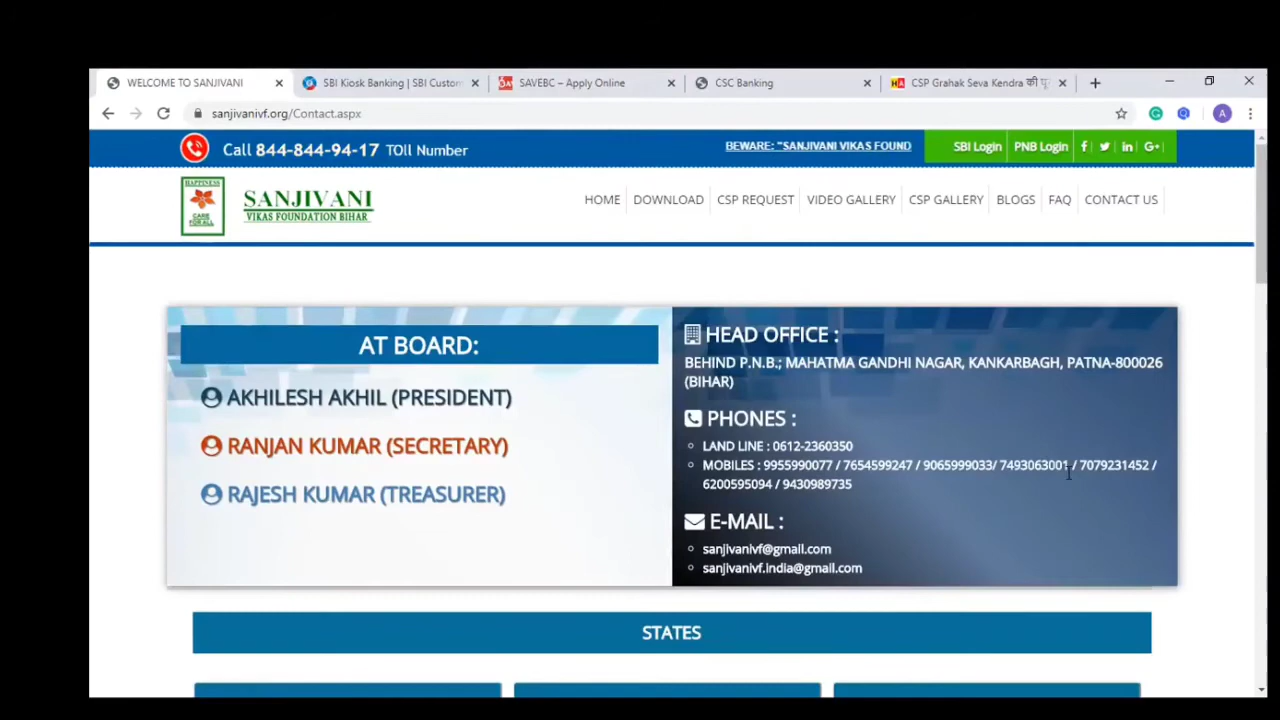 WELCOME TO SANJIVANI
SBI Kiosk Banking | SBI Custom
SAVEBC – Apply Online
CSC Banking
CSP Grahak Seva Kendra की पू
sanjivanivf.org/Contact.aspx
A
Call 844-844-94-17 TOll Number
BEWARE: "SANJIVANI VIKAS FOUND
SBI Login
PNB Login
HAPPINESS
CARE
FOR ALL
SANJIVANI
VIKAS FOUNDATION BIHAR
HOME
DOWNLOAD
CSP REQUEST
VIDEO GALLERY
CSP GALLERY
BLOGS
FAQ
CONTACT US
AT BOARD:
AKHILESH AKHIL (PRESIDENT)
RANJAN KUMAR (SECRETARY)
RAJESH KUMAR (TREASURER)
HEAD OFFICE :
BEHIND P.N.B.; MAHATMA GANDHI NAGAR, KANKARBAGH, PATNA-800026
(BIHAR)
PHONES :
LAND LINE : 0612-2360350
MOBILES : 9955990077 / 7654599247 / 9065999033/ 7493063001 / 7079231452 /
6200595094 / 9430989735
E-MAIL :
sanjivanivf@gmail.com
sanjivanivf.india@gmail.com
STATES